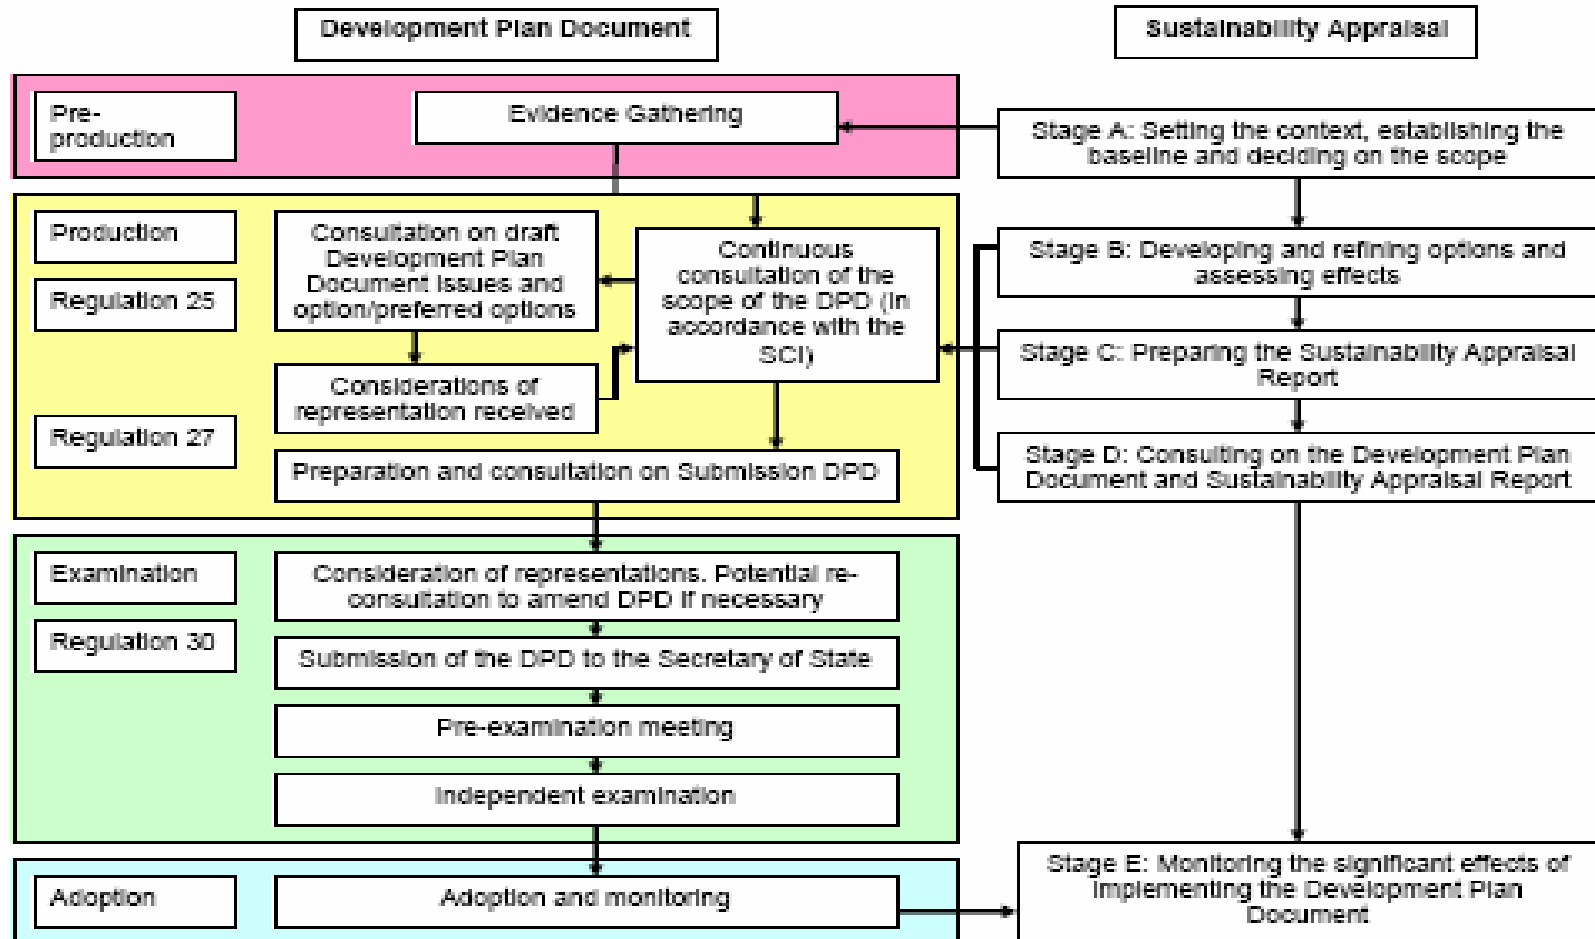 Development Plan Document
Sustainability Appraisal
Pre-
production
Evidence Gathering
Stage A: Setting the context, establishing the
baseline and deciding on the scope
Production
Regulation 25
Regulation 27
Consultation on draft
Development Plan
Document issues and
option/preferred options
Considerations of
representation received
Continuous
consultation of the
scope of the DPD (in
accordance with the
SCI)
Preparation and consultation on Submission DPD
Stage B: Developing and refining options and
assessing effects
Stage C: Preparing the Sustainability Appraisal
Report
Stage D: Consulting on the Development Plan
Document and Sustainability Appraisal Report
Examination
Regulation 30
Consideration of representations. Potential re-
consultation to amend DPD if necessary
Submission of the DPD to the Secretary of State
Pre-examination meeting
Independent examination
Adoption
Adoption and monitoring
Stage E: Monitoring the significant effects of
implementing the Development Plan
Document